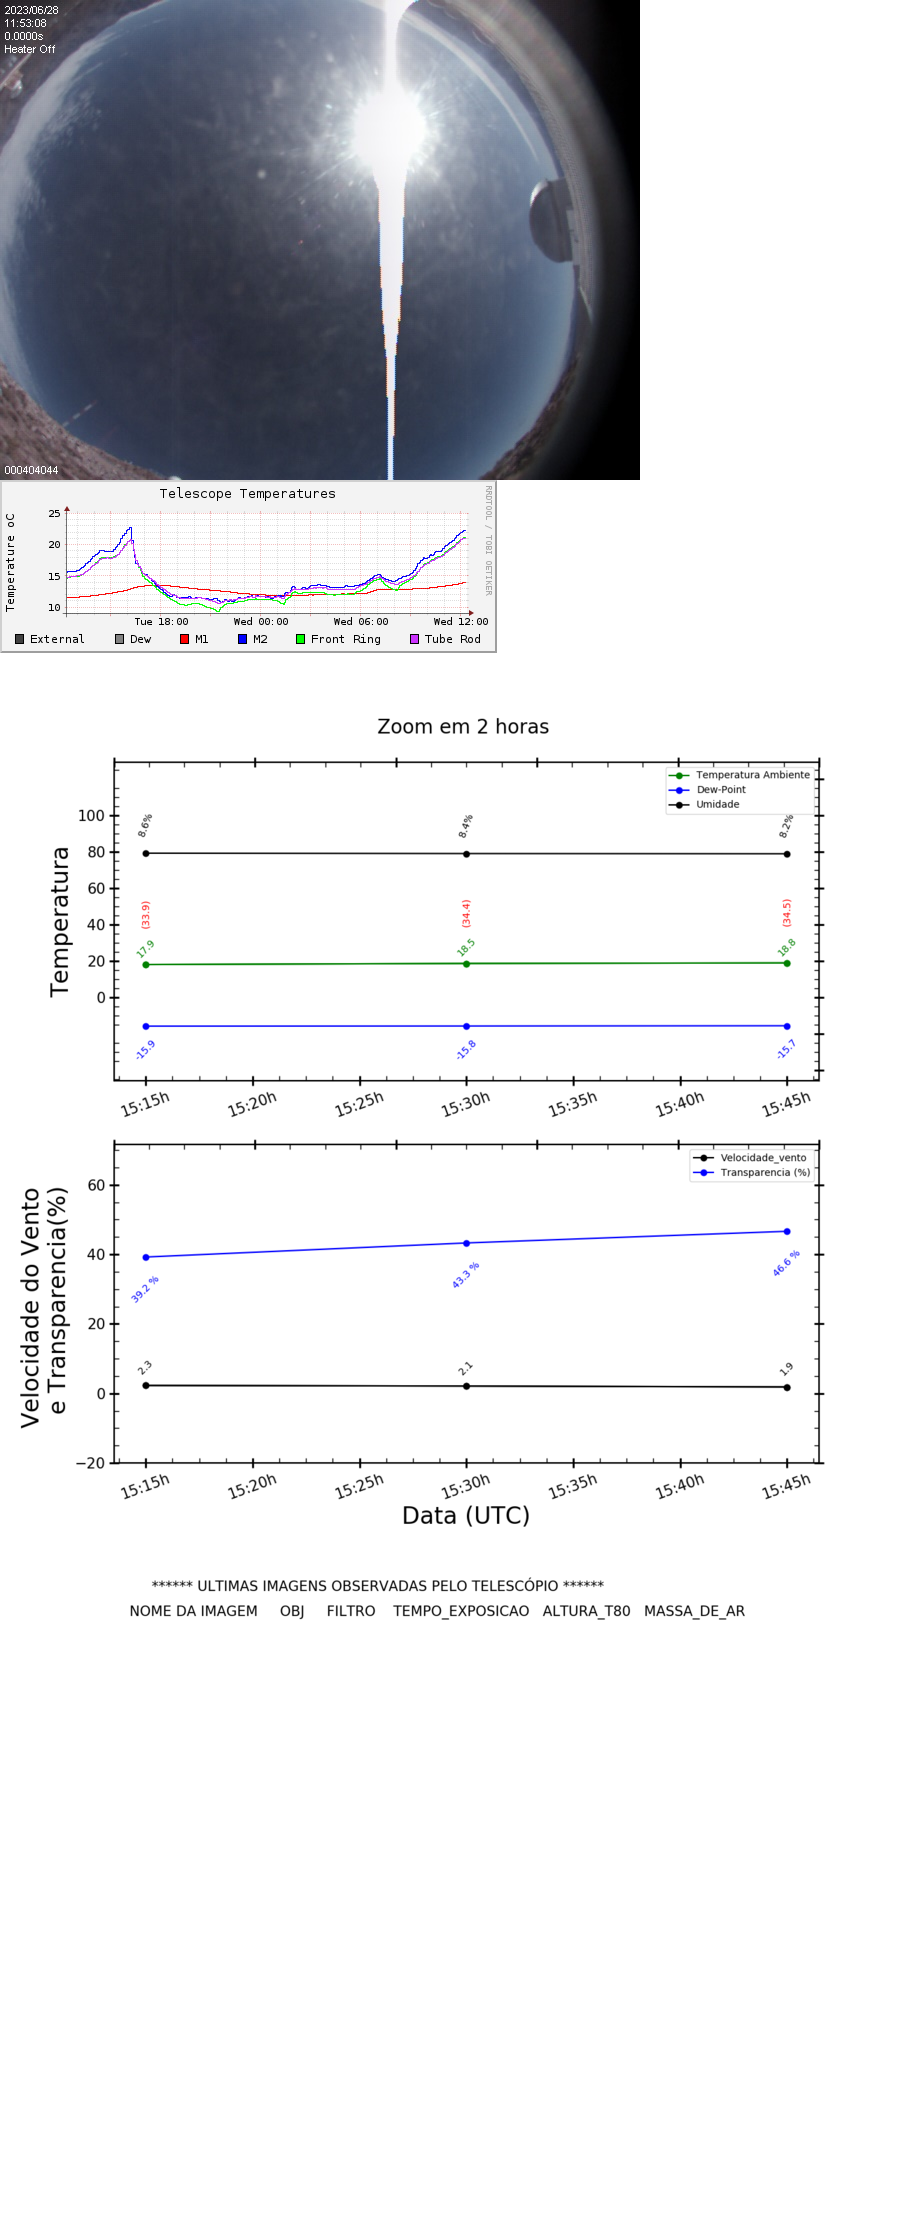 2023/06/28
11:53:08
0.0000s
Heater Off
000404044
Telescope Temperatures
RRDTOOL / TOBI OETIKER
Temperature oC
25
20
15
10
Tue 18:00 Wed 00:00 Wed 06:00 Wed 12:00
External Dew M1 M2 Front Ring Tube Rod
Zoom em 2 horas
Temperatura Ambiente
Dew-Point
Umidade
Temperatura
100
80
60
40
20
0
8.6% 8.4% 8.2%
(33.9) (34.4) (34.5)
17.9 18.5 18.8
-15.9 -15.8 -15.7
15:15h 15:20h 15:25h 15:30h 15:35h 15:40h 15:45h
Velocidade_vento
Transparencia (%)
Velocidade do Vento
e Transparencia(%)
60
40
20
0
−20
39.2 % 43.3 % 46.6 %
2.3 2.1 1.9
15:15h 15:20h 15:25h 15:30h 15:35h 15:40h 15:45h
Data (UTC)
****** ULTIMAS IMAGENS OBSERVADAS PELO TELESCÓPIO ******
NOME DA IMAGEM OBJ FILTRO TEMPO_EXPOSICAO ALTURA_T80 MASSA_DE_AR